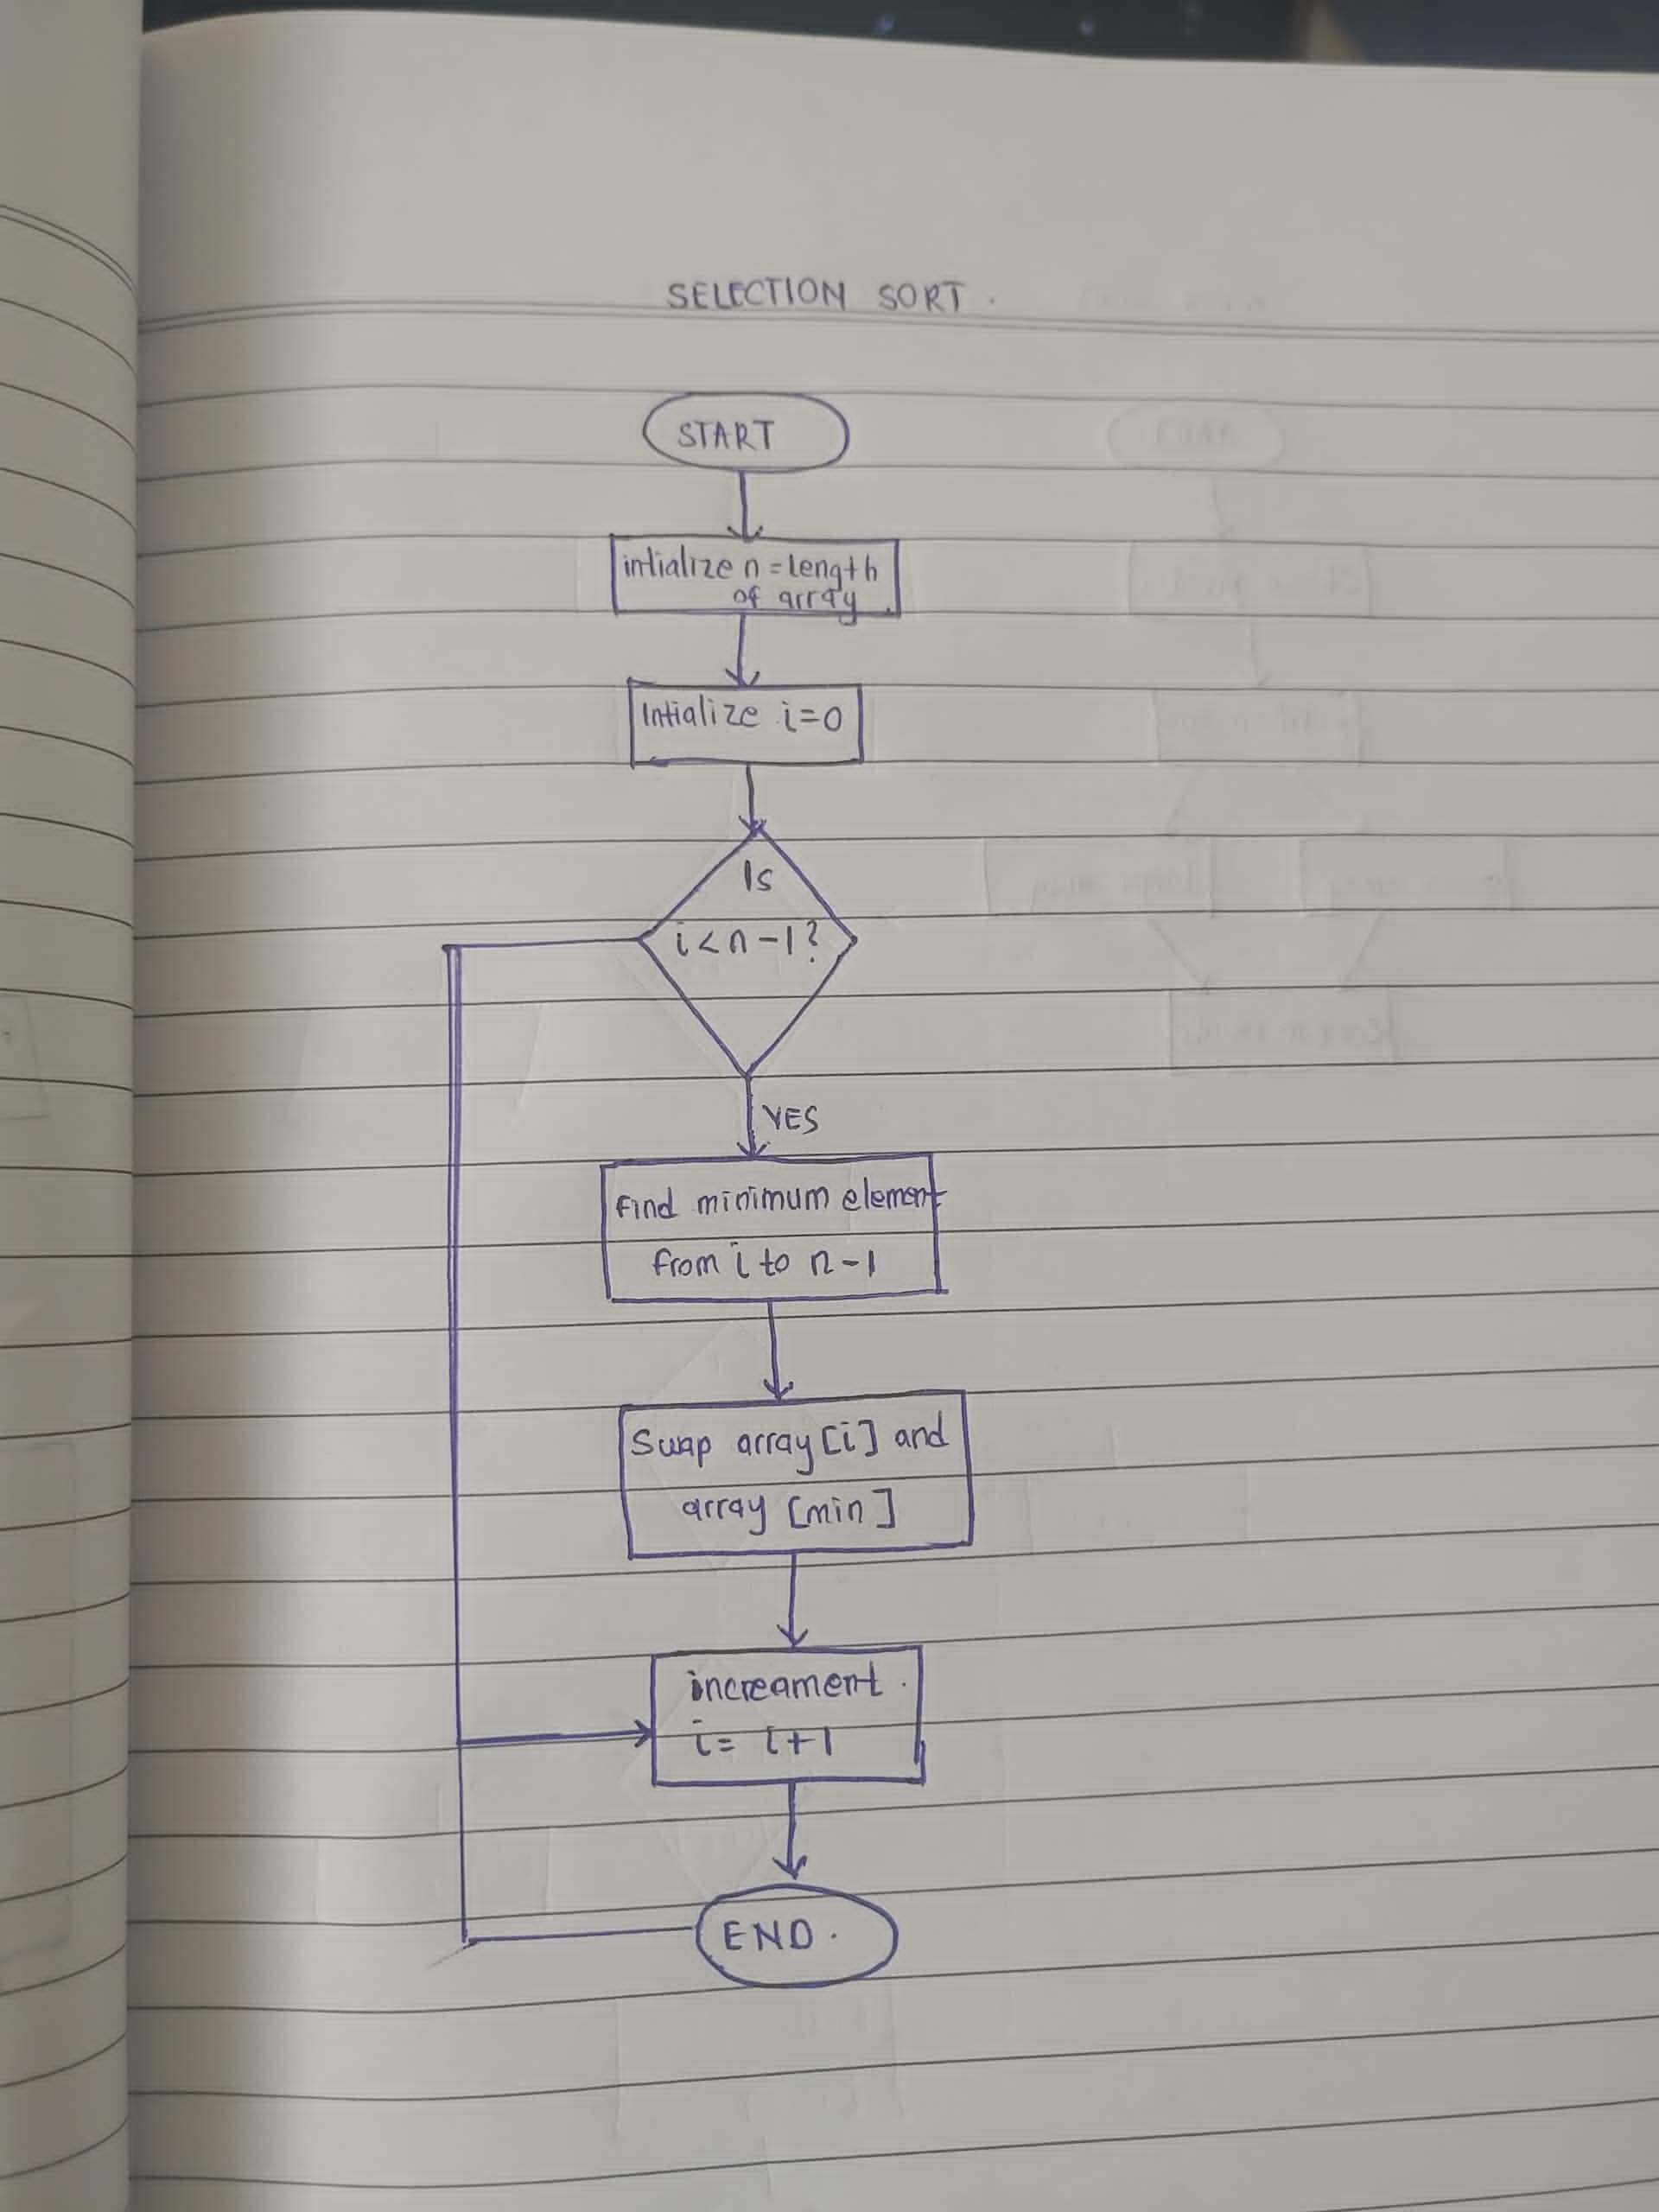 SELECTION SORT.
START
intialize n = length
of array
Intialize i=0
Is
i < n - 1?
YES
Find minimum element
from i to n-1
Swap array [i] and
array [min]
increament
i = i+1
END.